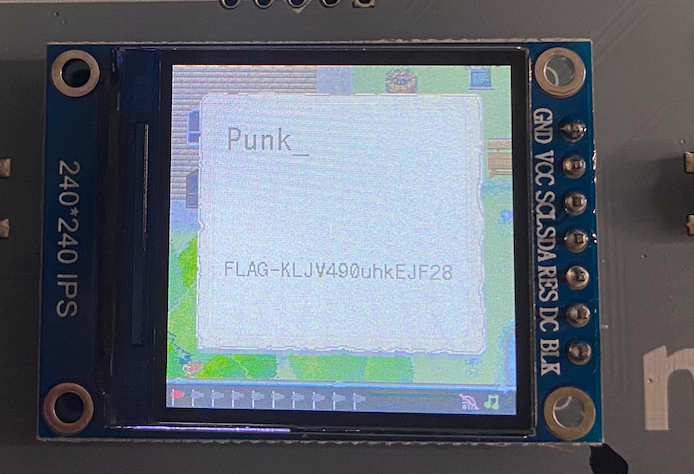 240*240 IPS
Punk_
FLAG-KLJV490uhkEJF28
GND VCC SCL SDA RES DC BLK